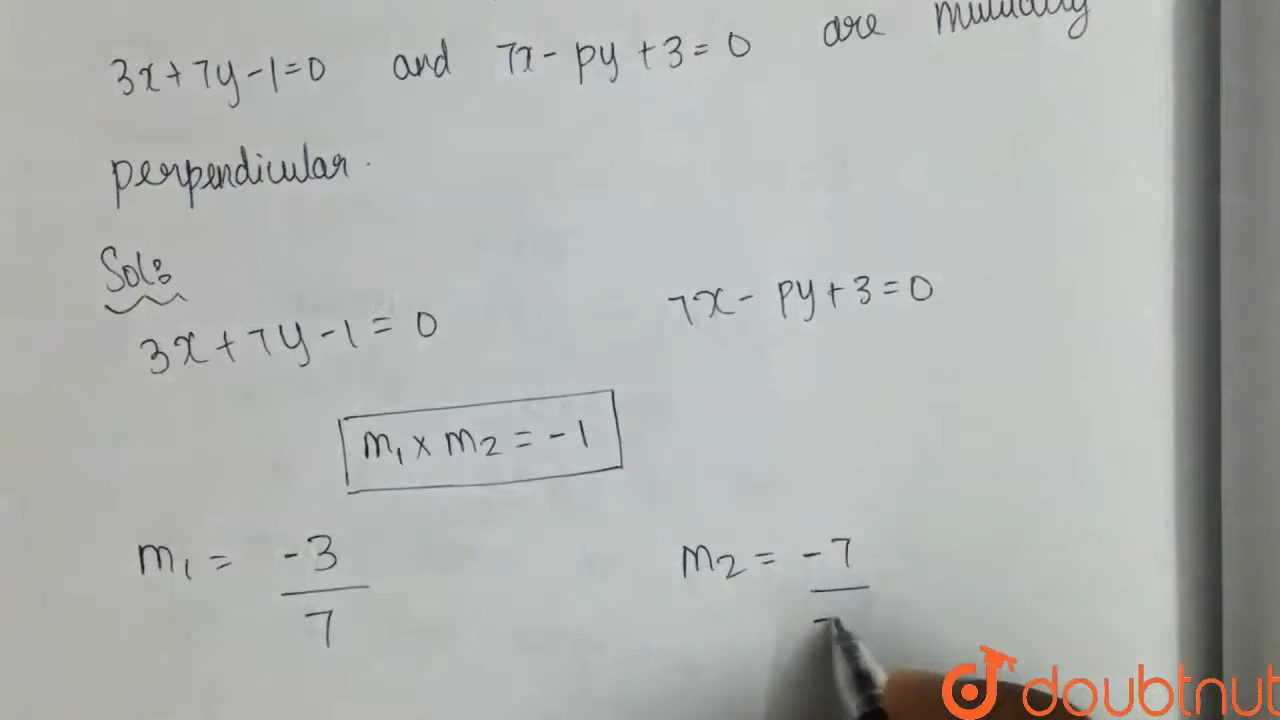 3x+7y-1=0 and 7x-py+3=0 are mutually
perpendicular.
Sol:
3x+7y-1=0 7x-py+3=0
m₁ x m₂ = -1
m₁ = -3/7 m₂ = -7/-
doubtnut